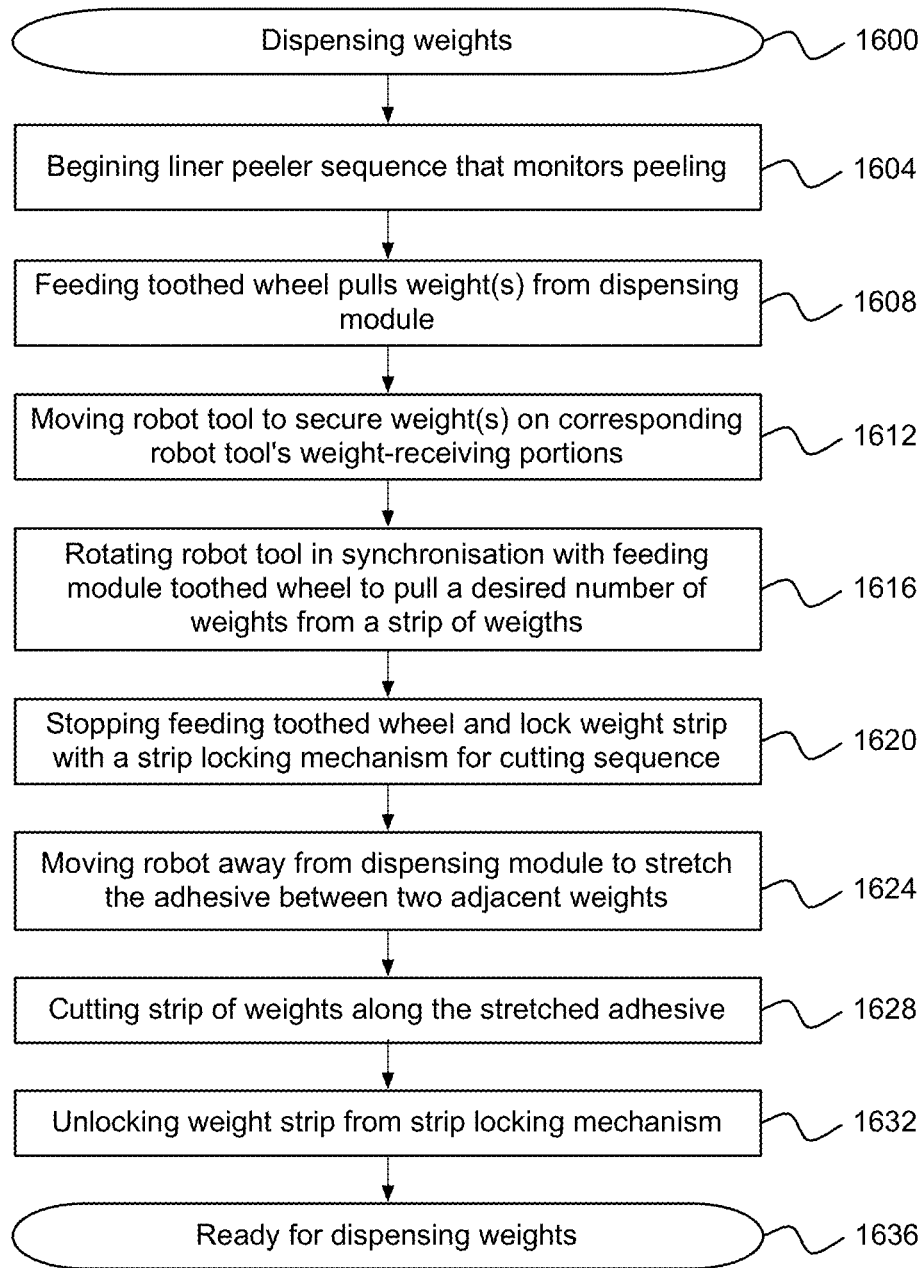 Dispensing weights
1600
Begining liner peeler sequence that monitors peeling
1604
Feeding toothed wheel pulls weight(s) from dispensing
module
1608
Moving robot tool to secure weight(s) on corresponding
robot tool's weight-receiving portions
1612
Rotating robot tool in synchronisation with feeding
module toothed wheel to pull a desired number of
weights from a strip of weigths
1616
Stopping feeding toothed wheel and lock weight strip
with a strip locking mechanism for cutting sequence
1620
Moving robot away from dispensing module to stretch
the adhesive between two adjacent weights
1624
Cutting strip of weights along the stretched adhesive
1628
Unlocking weight strip from strip locking mechanism
1632
Ready for dispensing weights
1636